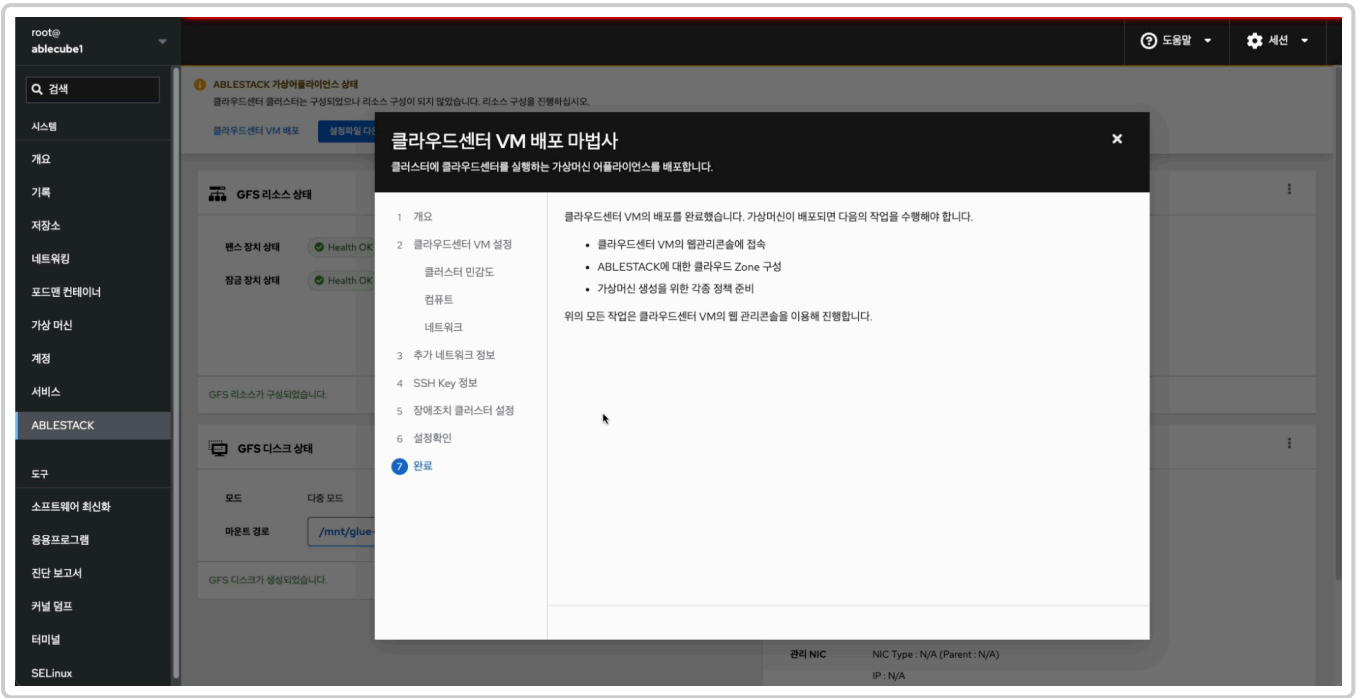 root@
ablecube1
도움말
세션
검색
시스템
개요
기록
저장소
네트워킹
포드맨 컨테이너
가상 머신
계정
서비스
ABLESTACK
도구
소프트웨어 최신화
응용프로그램
진단 보고서
커널 덤프
터미널
SELinux
ABLESTACK 가상어플라이언스 상태
클라우드센터 클러스터는 구성되었으나 리소스 구성이 되지 않았습니다. 리소스 구성을 진행하십시오.
클라우드센터 VM 배포
설정파일 다운
GFS 리소스 상태
펜스 장치 상태
Health OK
잠금 장치 상태
Health OK
GFS 리소스가 구성되었습니다.
GFS 디스크 상태
모드
다중 모드
마운트 경로
/mnt/glue-
GFS 디스크가 생성되었습니다.
클라우드센터 VM 배포 마법사
클러스터에 클라우드센터를 실행하는 가상머신 어플라이언스를 배포합니다.
1 개요
2 클라우드센터 VM 설정
클러스터 민감도
컴퓨트
네트워크
3 추가 네트워크 정보
4 SSH Key 정보
5 장애조치 클러스터 설정
6 설정확인
7 완료
클라우드센터 VM의 배포를 완료했습니다. 가상머신이 배포되면 다음의 작업을 수행해야 합니다.
• 클라우드센터 VM의 웹관리콘솔에 접속
• ABLESTACK에 대한 클라우드 Zone 구성
• 가상머신 생성을 위한 각종 정책 준비
위의 모든 작업은 클라우드센터 VM의 웹 관리콘솔을 이용해 진행합니다.
관리 NIC
NIC Type : N/A (Parent : N/A)
IP : N/A